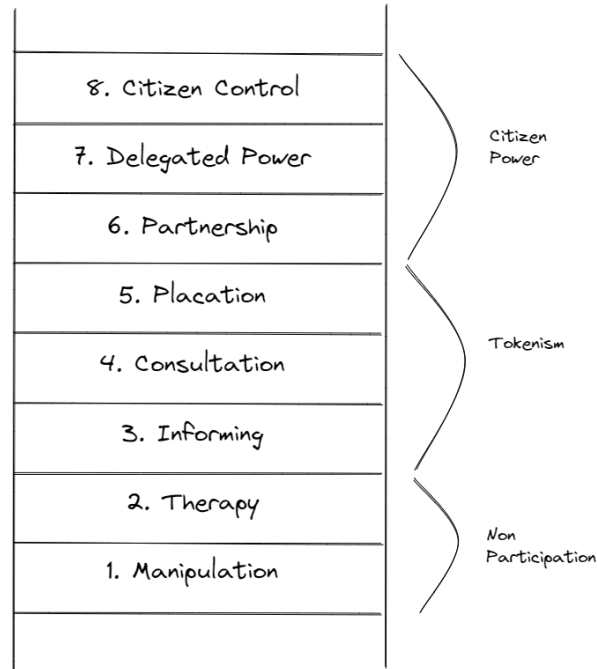 8. Citizen Control
7. Delegated Power
6. Partnership
5. Placation
4. Consultation
3. Informing
2. Therapy
1. Manipulation
Citizen
Power
Tokenism
Non
Participation